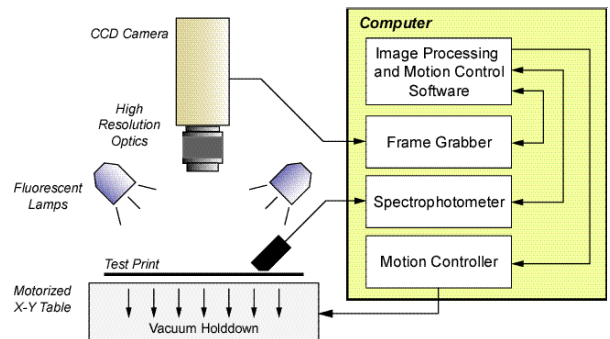 CCD Camera
High
Resolution
Optics
Fluorescent
Lamps
Test Print
Motorized
X-Y Table
Vacuum Holddown
Computer
Image Processing
and Motion Control
Software
Frame Grabber
Spectrophotometer
Motion Controller